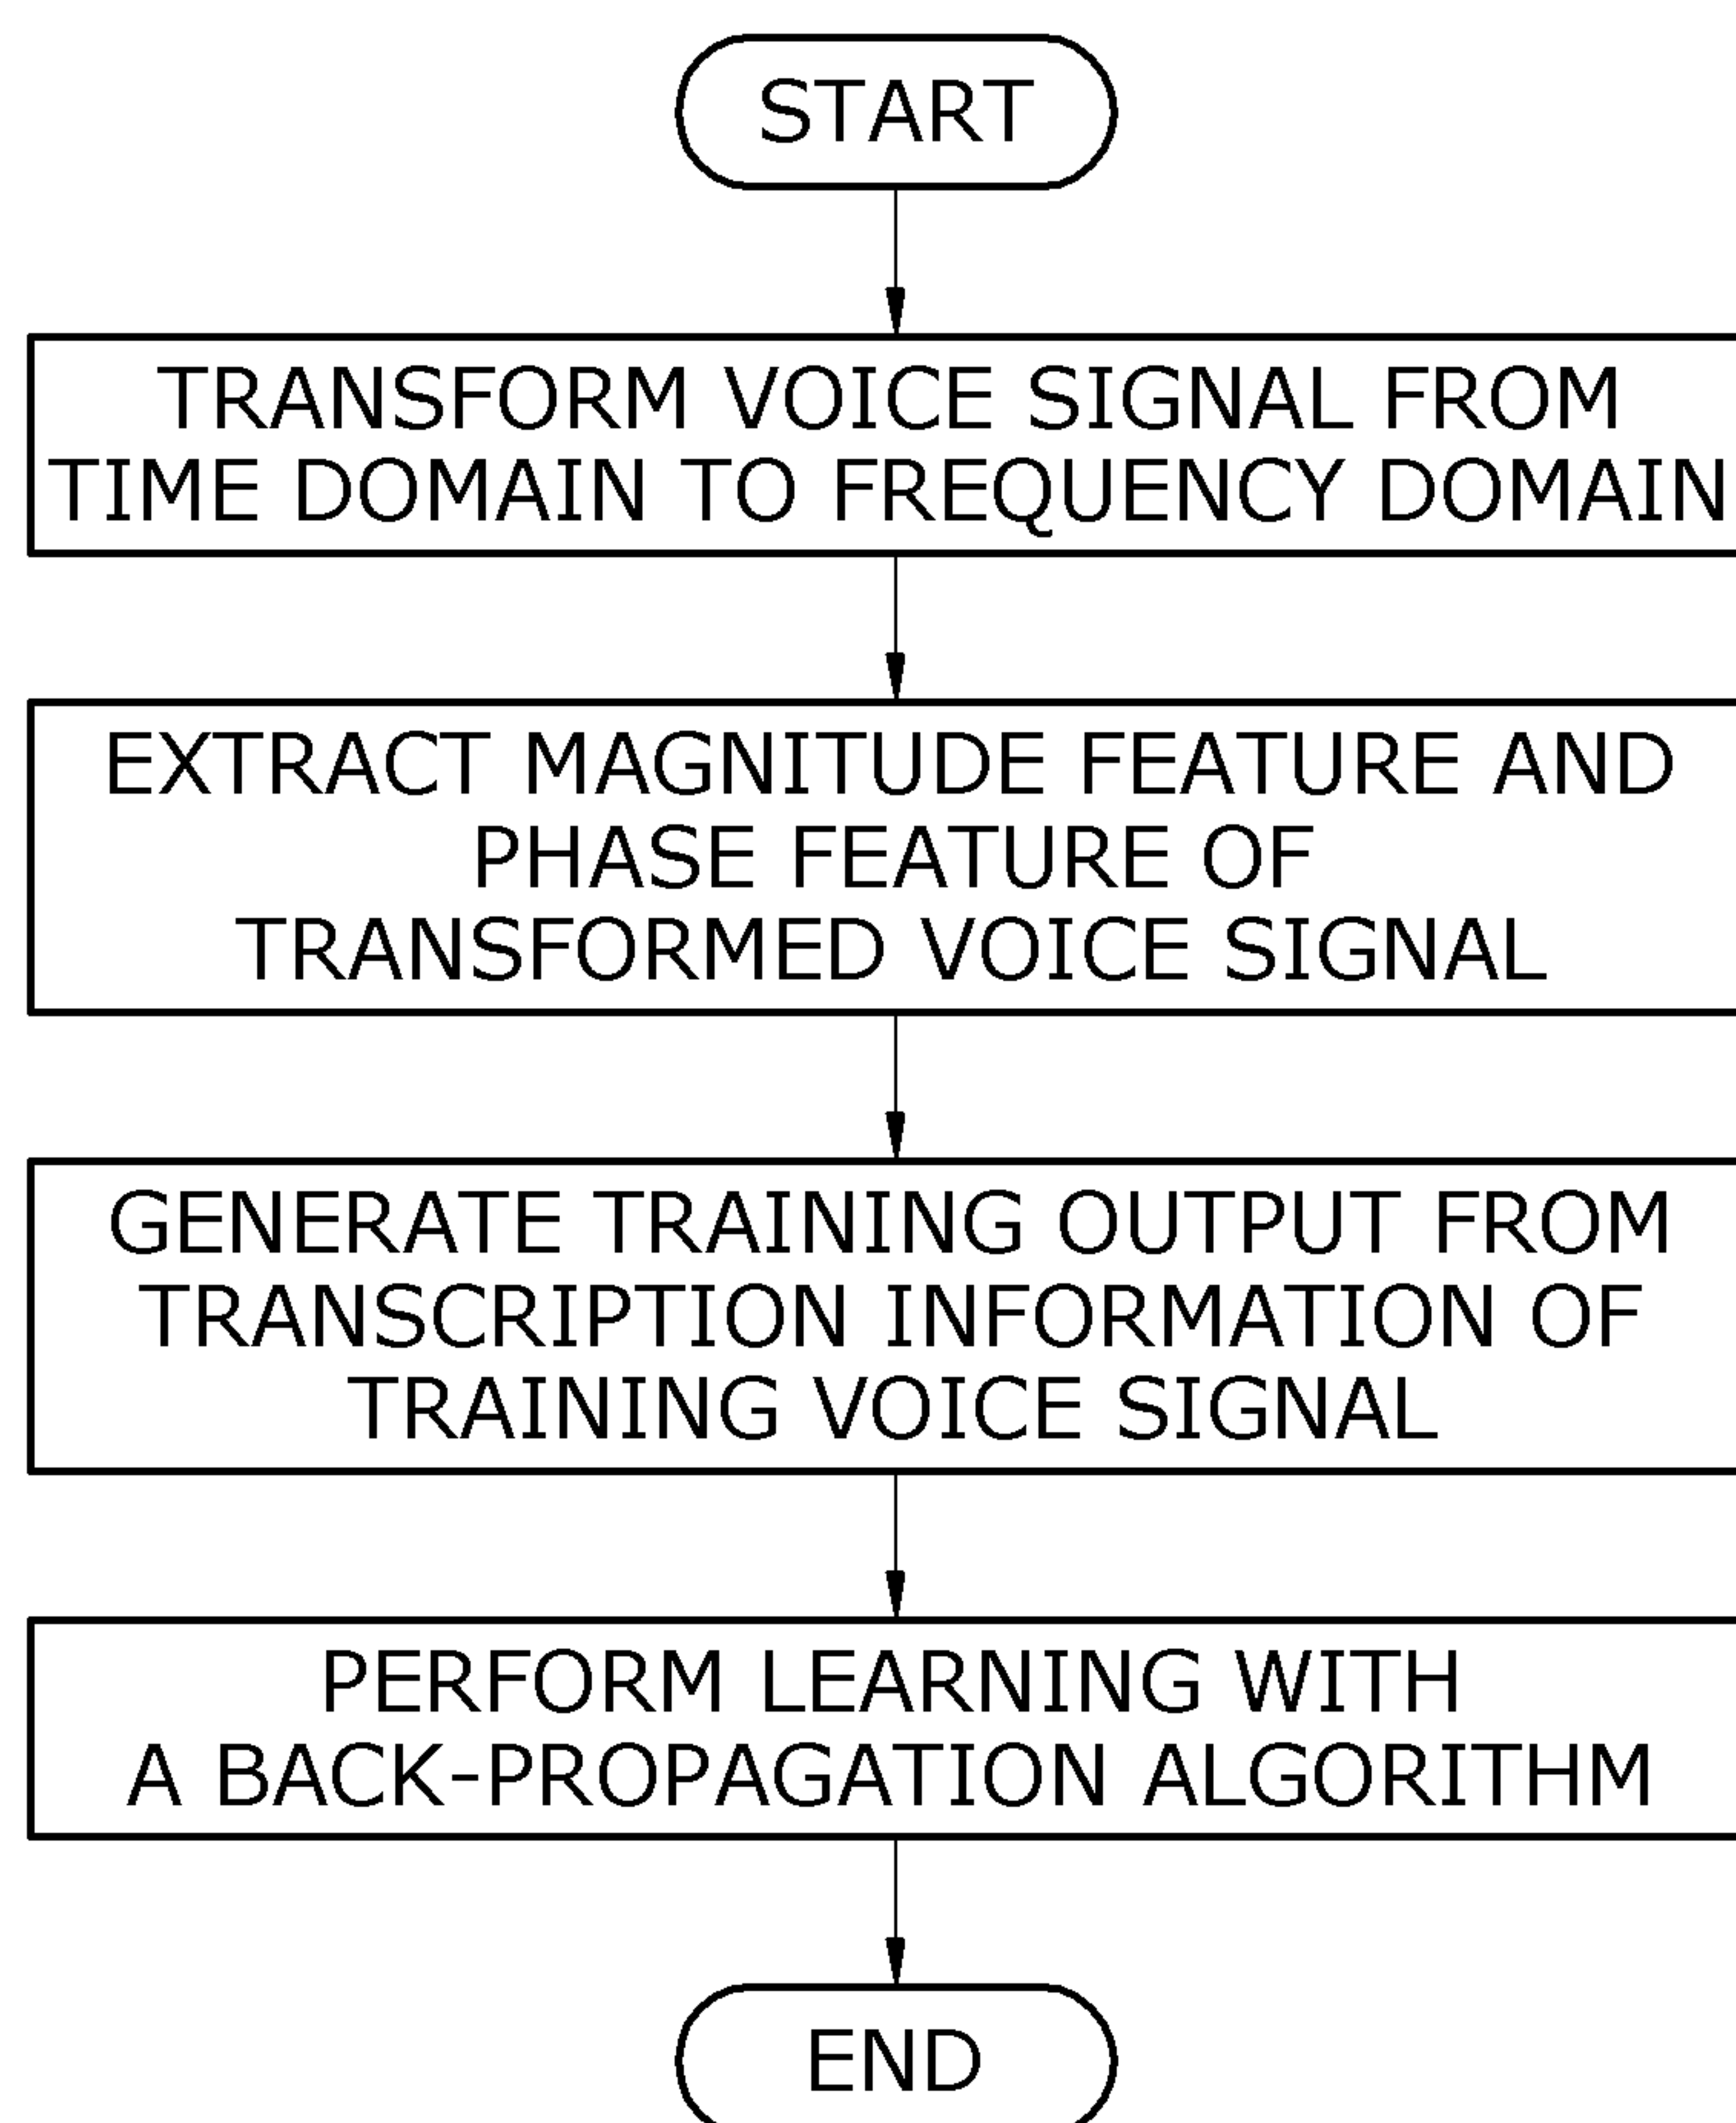 START
TRANSFORM VOICE SIGNAL FROM
TIME DOMAIN TO FREQUENCY DOMAIN
EXTRACT MAGNITUDE FEATURE AND
PHASE FEATURE OF
TRANSFORMED VOICE SIGNAL
GENERATE TRAINING OUTPUT FROM
TRANSCRIPTION INFORMATION OF
TRAINING VOICE SIGNAL
PERFORM LEARNING WITH
A BACK-PROPAGATION ALGORITHM
END